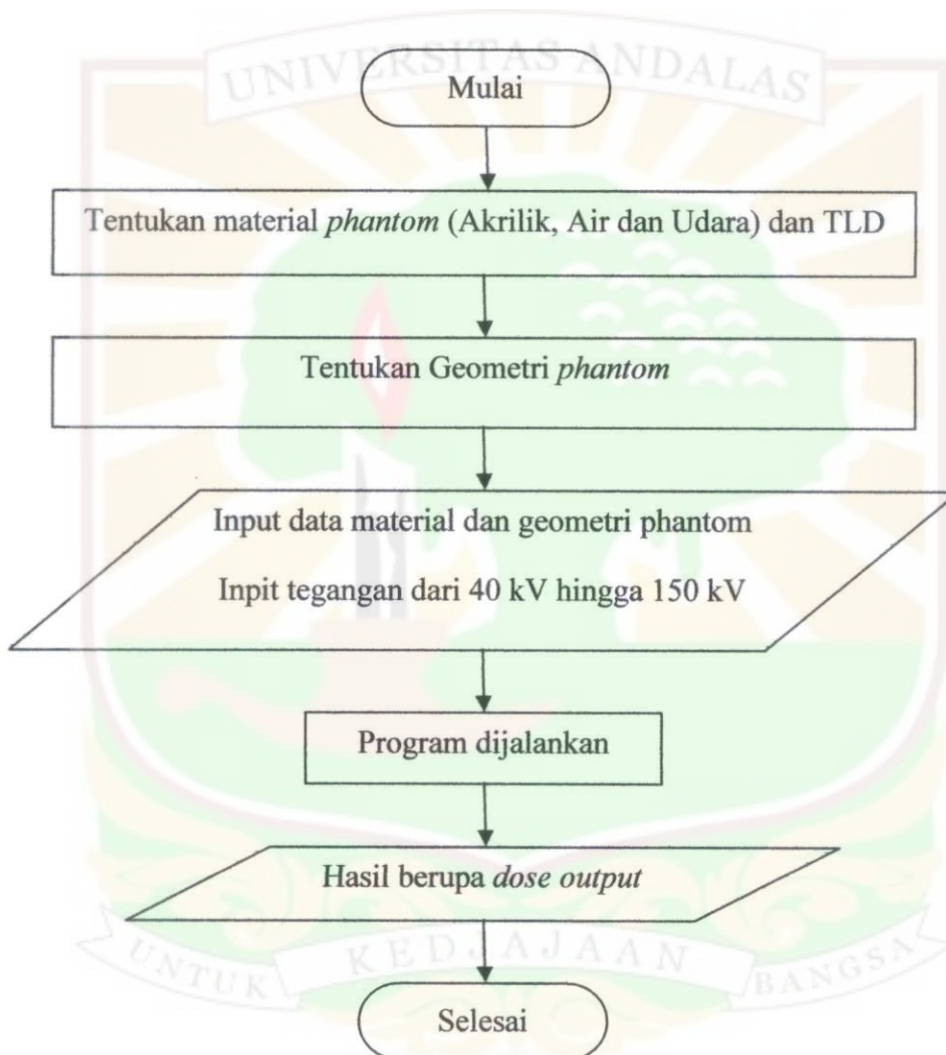 UNIVERSITAS ANDALAS
Mulai
Tentukan material phantom (Akrilik, Air dan Udara) dan TLD
Tentukan Geometri phantom
Input data material dan geometri phantom
Inpit tegangan dari 40 kV hingga 150 kV
Program dijalankan
Hasil berupa dose output
UNTUK KEDJAJAAN BANGSA
Selesai